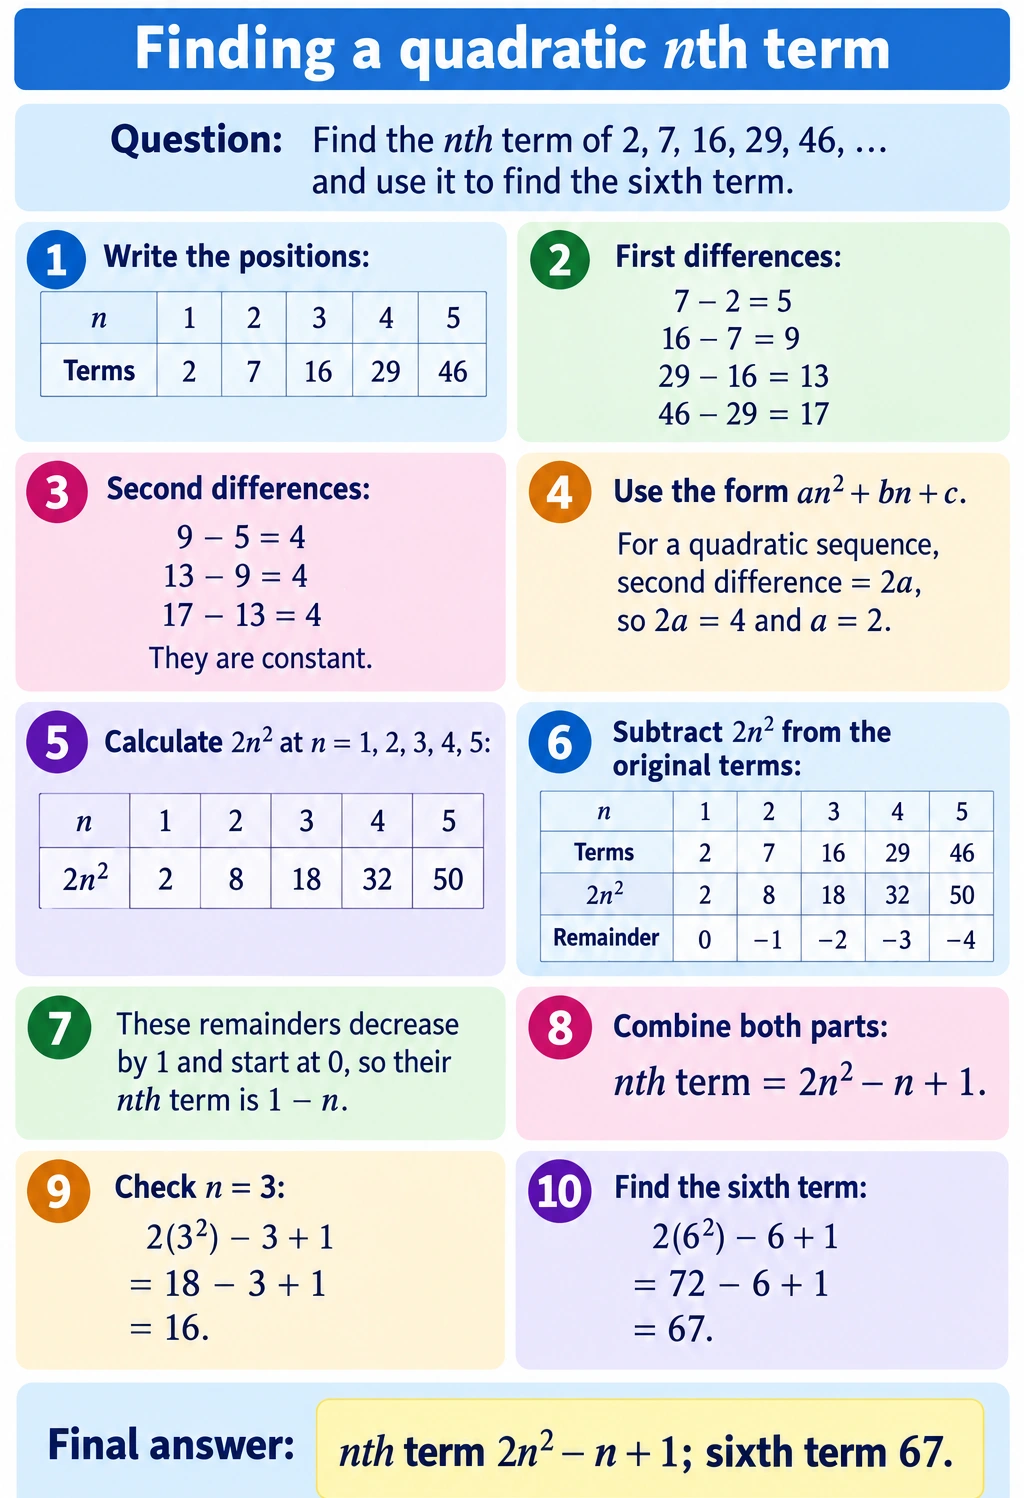 Finding a quadratic nth term
Question: Find the nth term of 2, 7, 16, 29, 46, …
and use it to find the sixth term.
1 Write the positions:
n 1 2 3 4 5
Terms 2 7 16 29 46
2 First differences:
7 − 2 = 5
16 − 7 = 9
29 − 16 = 13
46 − 29 = 17
3 Second differences:
9 − 5 = 4
13 − 9 = 4
17 − 13 = 4
They are constant.
4 Use the form an² + bn + c.
For a quadratic sequence,
second difference = 2a,
so 2a = 4 and a = 2.
5 Calculate 2n² at n = 1, 2, 3, 4, 5:
n 1 2 3 4 5
2n² 2 8 18 32 50
6 Subtract 2n² from the
original terms:
n 1 2 3 4 5
Terms 2 7 16 29 46
2n² 2 8 18 32 50
Remainder 0 −1 −2 −3 −4
7 These remainders decrease
by 1 and start at 0, so their
nth term is 1 − n.
8 Combine both parts:
nth term = 2n² − n + 1.
9 Check n = 3:
2(3²) − 3 + 1
= 18 − 3 + 1
= 16.
10 Find the sixth term:
2(6²) − 6 + 1
= 72 − 6 + 1
= 67.
Final answer: nth term 2n² − n + 1; sixth term 67.